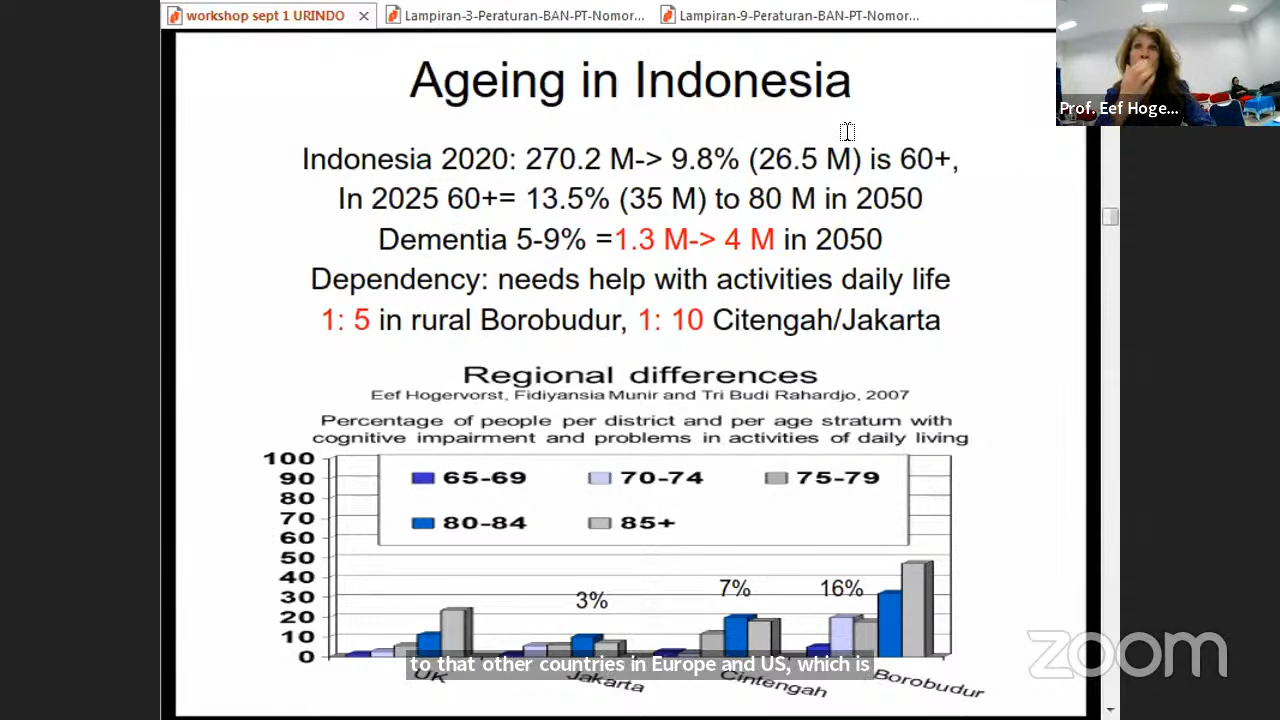 workshop sept 1 URINDO
Lampiran-3-Peraturan-BAN-PT-Nomor...
Lampiran-9-Peraturan-BAN-PT-Nomor...
Prof. Eef Hoge...
Ageing in Indonesia
Indonesia 2020: 270.2 M-> 9.8% (26.5 M) is 60+,
In 2025 60+= 13.5% (35 M) to 80 M in 2050
Dementia 5-9% =1.3 M-> 4 M in 2050
Dependency: needs help with activities daily life
1: 5 in rural Borobudur, 1: 10 Citengah/Jakarta
Regional differences
Eef Hogervorst, Fidiyansia Munir and Tri Budi Rahardjo, 2007
Percentage of people per district and per age stratum with
cognitive impairment and problems in activities of daily living
100
90
80
70
60
50
40
30
20
10
0
65-69
70-74
75-79
80-84
85+
3%
7%
16%
UK
Jakarta
Cintengah
Borobudur
to that other countries in Europe and US, which is
zoom